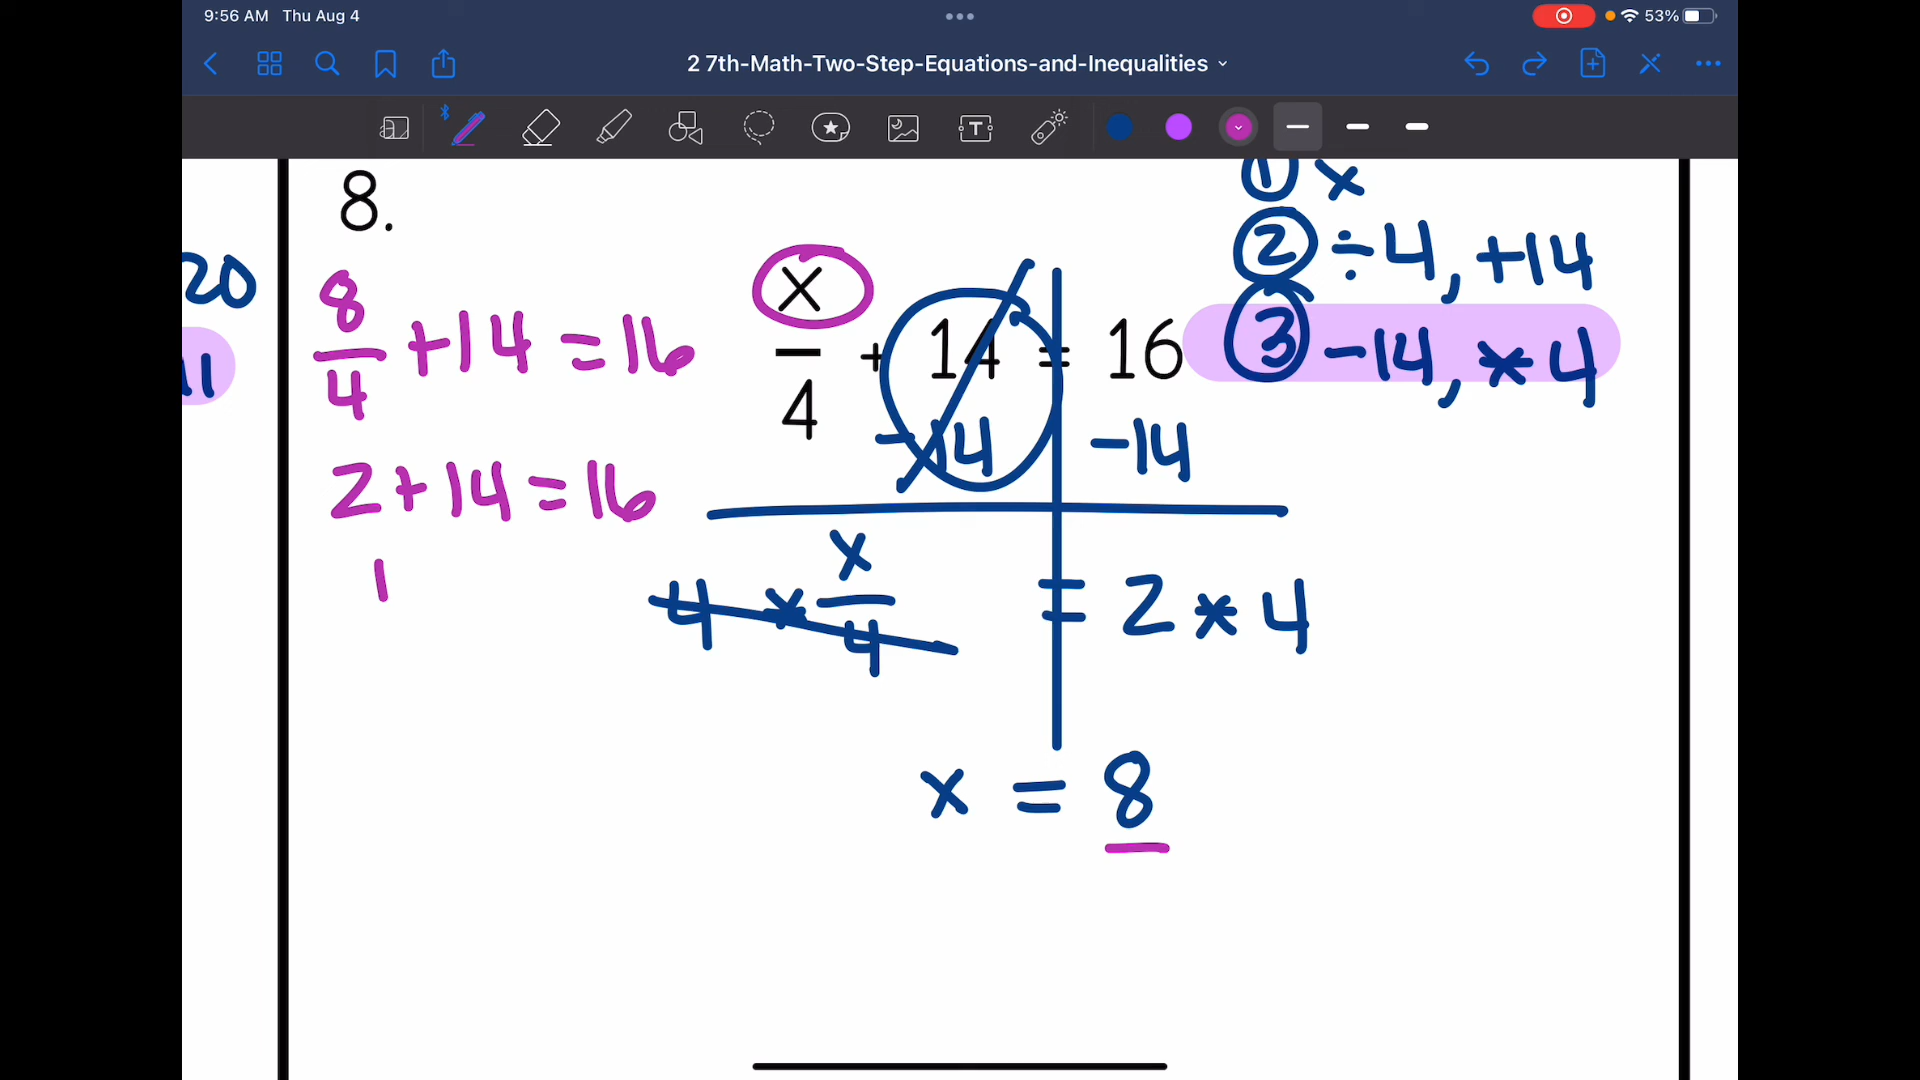 9:56 AM Thu Aug 4
53%
2 7th-Math-Two-Step-Equations-and-Inequalities
T
8.
① x
② ÷4, +14
③ -14, * 4
20
11
x/4 + 14 = 16
-14 -14
4 * x/4 = 2 * 4
x = 8
8/4 +14 = 16
2 + 14 = 16
1